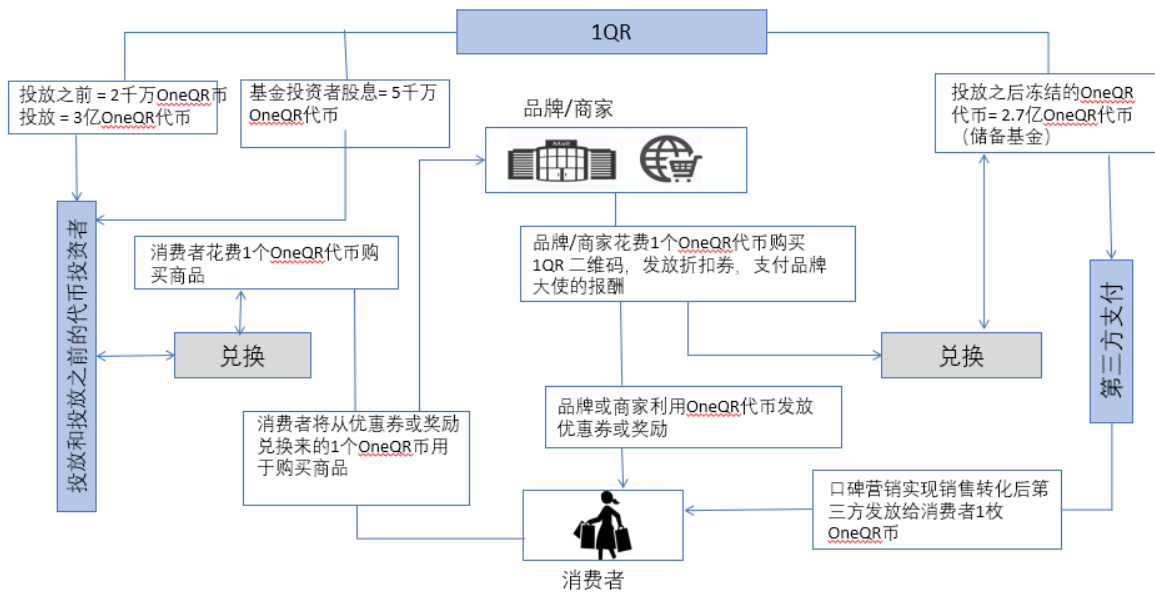 1QR
投放之前 = 2千万OneQR币
投放 = 3亿OneQR代币
基金投资者股息= 5千万
OneQR代币
品牌/商家
Mall
投放之后冻结的OneQR
代币= 2.7亿OneQR代币
（储备基金）
投放和投放之前的代币投资者
消费者花费1个OneQR代币购
买商品
品牌/商家花费1个OneQR代币购买
1QR 二维码，发放折扣券，支付品牌
大使的报酬
兑换
兑换
第三方支付
消费者将从优惠券或奖励
兑换来的1个OneQR币用
于购买商品
品牌或商家利用OneQR代币发放
优惠券或奖励
口碑营销实现销售转化后第
三方发放给消费者1枚
OneQR币
消费者